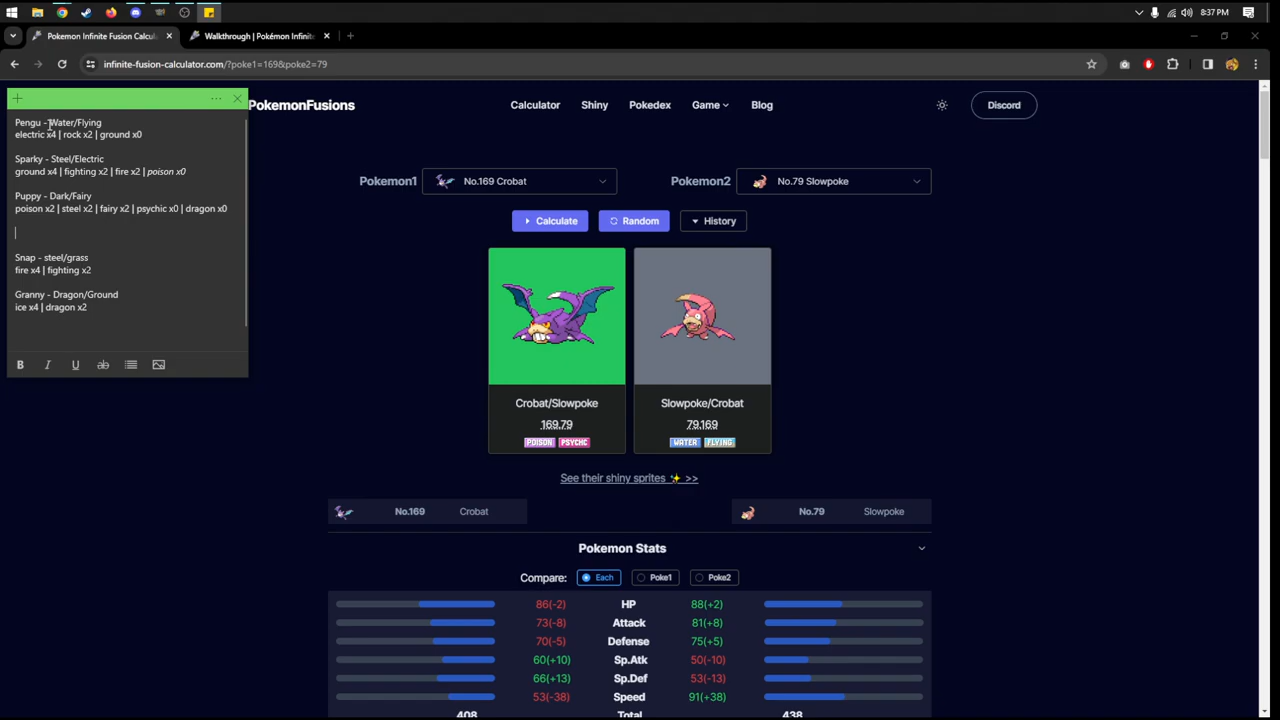 8:37 PM
Pokemon Infinite Fusion Calcul
Walkthrough | Pokémon Infinite
infinite-fusion-calculator.com/?poke1=169&poke2=79
PokemonFusions
Calculator
Shiny
Pokedex
Game
Blog
Discord
Pengu - Water/Flying
electric x4 | rock x2 | ground x0
Sparky - Steel/Electric
ground x4 | fighting x2 | fire x2 | poison x0
Puppy - Dark/Fairy
poison x2 | steel x2 | fairy x2 | psychic x0 | dragon x0
Snap - steel/grass
fire x4 | fighting x2
Granny - Dragon/Ground
ice x4 | dragon x2
B I U ab
Pokemon1
No.169 Crobat
Pokemon2
No.79 Slowpoke
Calculate
Random
History
Crobat/Slowpoke
169.79
POISON PSYCHC
Slowpoke/Crobat
79.169
WATER FLYING
See their shiny sprites ✨ >>
No.169 Crobat
No.79 Slowpoke
Pokemon Stats
Compare: Each Poke1 Poke2
86(-2) HP 88(+2)
73(-8) Attack 81(+8)
70(-5) Defense 75(+5)
60(+10) Sp.Atk 50(-10)
66(+13) Sp.Def 53(-13)
53(-38) Speed 91(+38)
408 Total 438